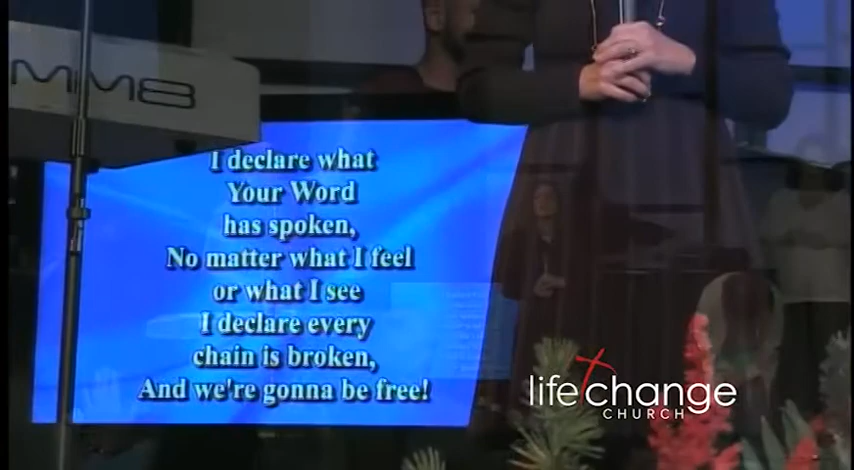 MM8
I declare what
Your Word
has spoken,
No matter what I feel
or what I see
I declare every
chain is broken,
And we're gonna be free!
life change
CHURCH